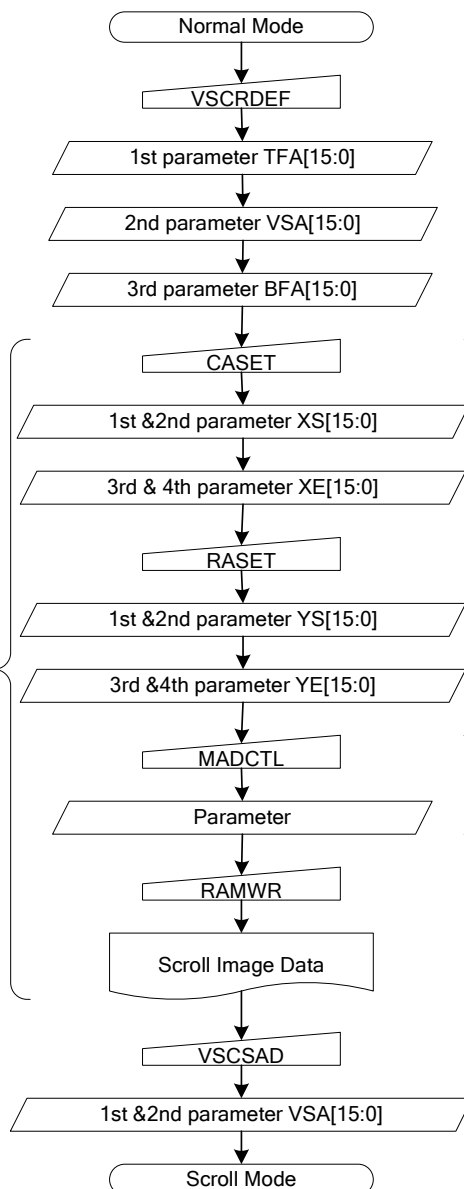 Normal Mode
VSCRDEF
1st parameter TFA[15:0]
2nd parameter VSA[15:0]
3rd parameter BFA[15:0]
CASET
1st &2nd parameter XS[15:0]
3rd & 4th parameter XE[15:0]
RASET
1st &2nd parameter YS[15:0]
3rd &4th parameter YE[15:0]
MADCTL
Parameter
RAMWR
Scroll Image Data
VSCSAD
1st &2nd parameter VSA[15:0]
Scroll Mode